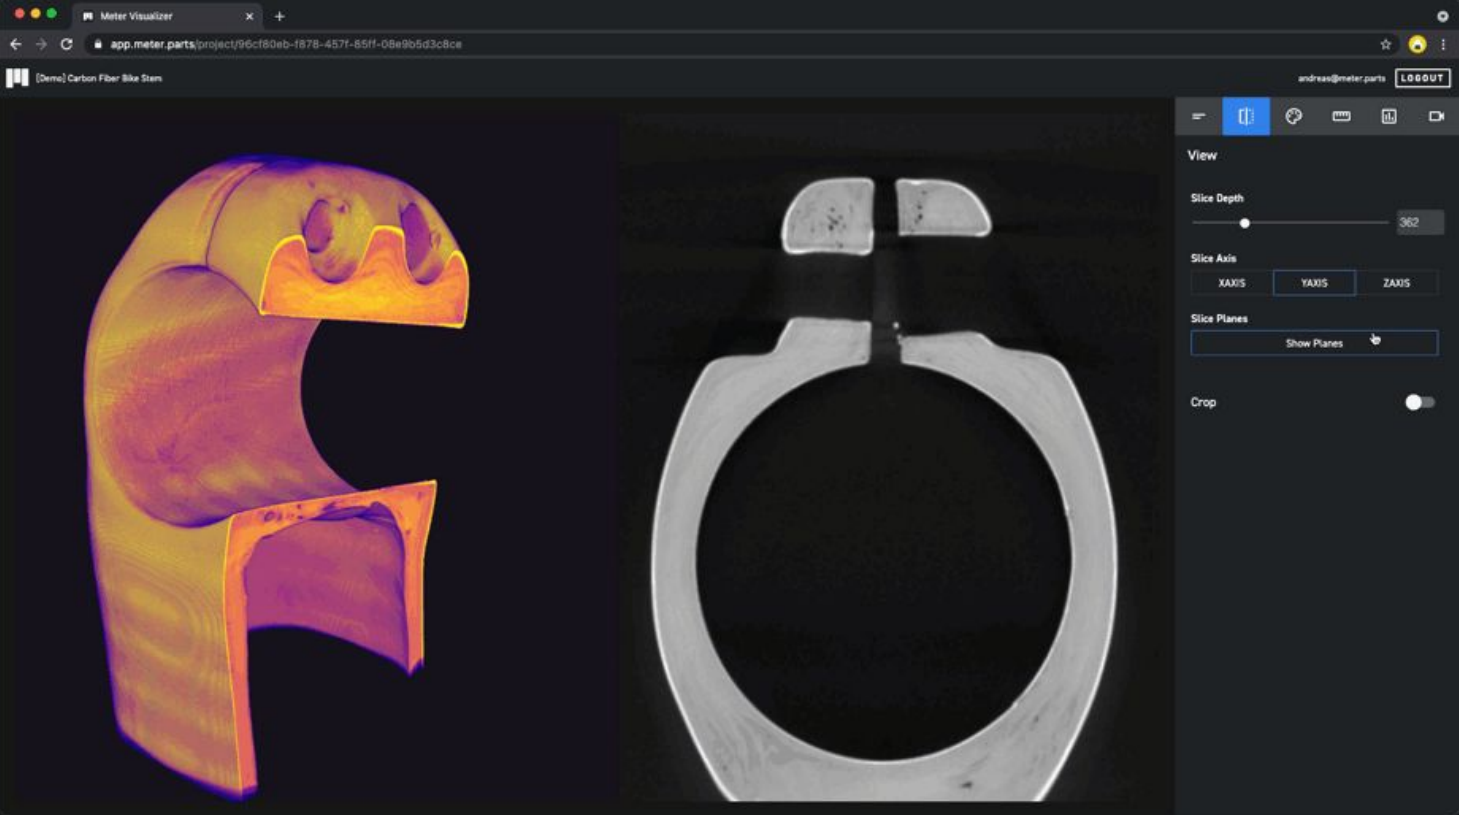 Meter Visualizer
app.meter.parts/project/96cf80eb-f878-457f-85ff-08e9b5d3c8ce
[Demo] Carbon Fiber Bike Stem
andreas@meter.parts LOGOUT
View
Slice Depth
362
Slice Axis
XAXIS YAXIS ZAXIS
Slice Planes
Show Planes
Crop